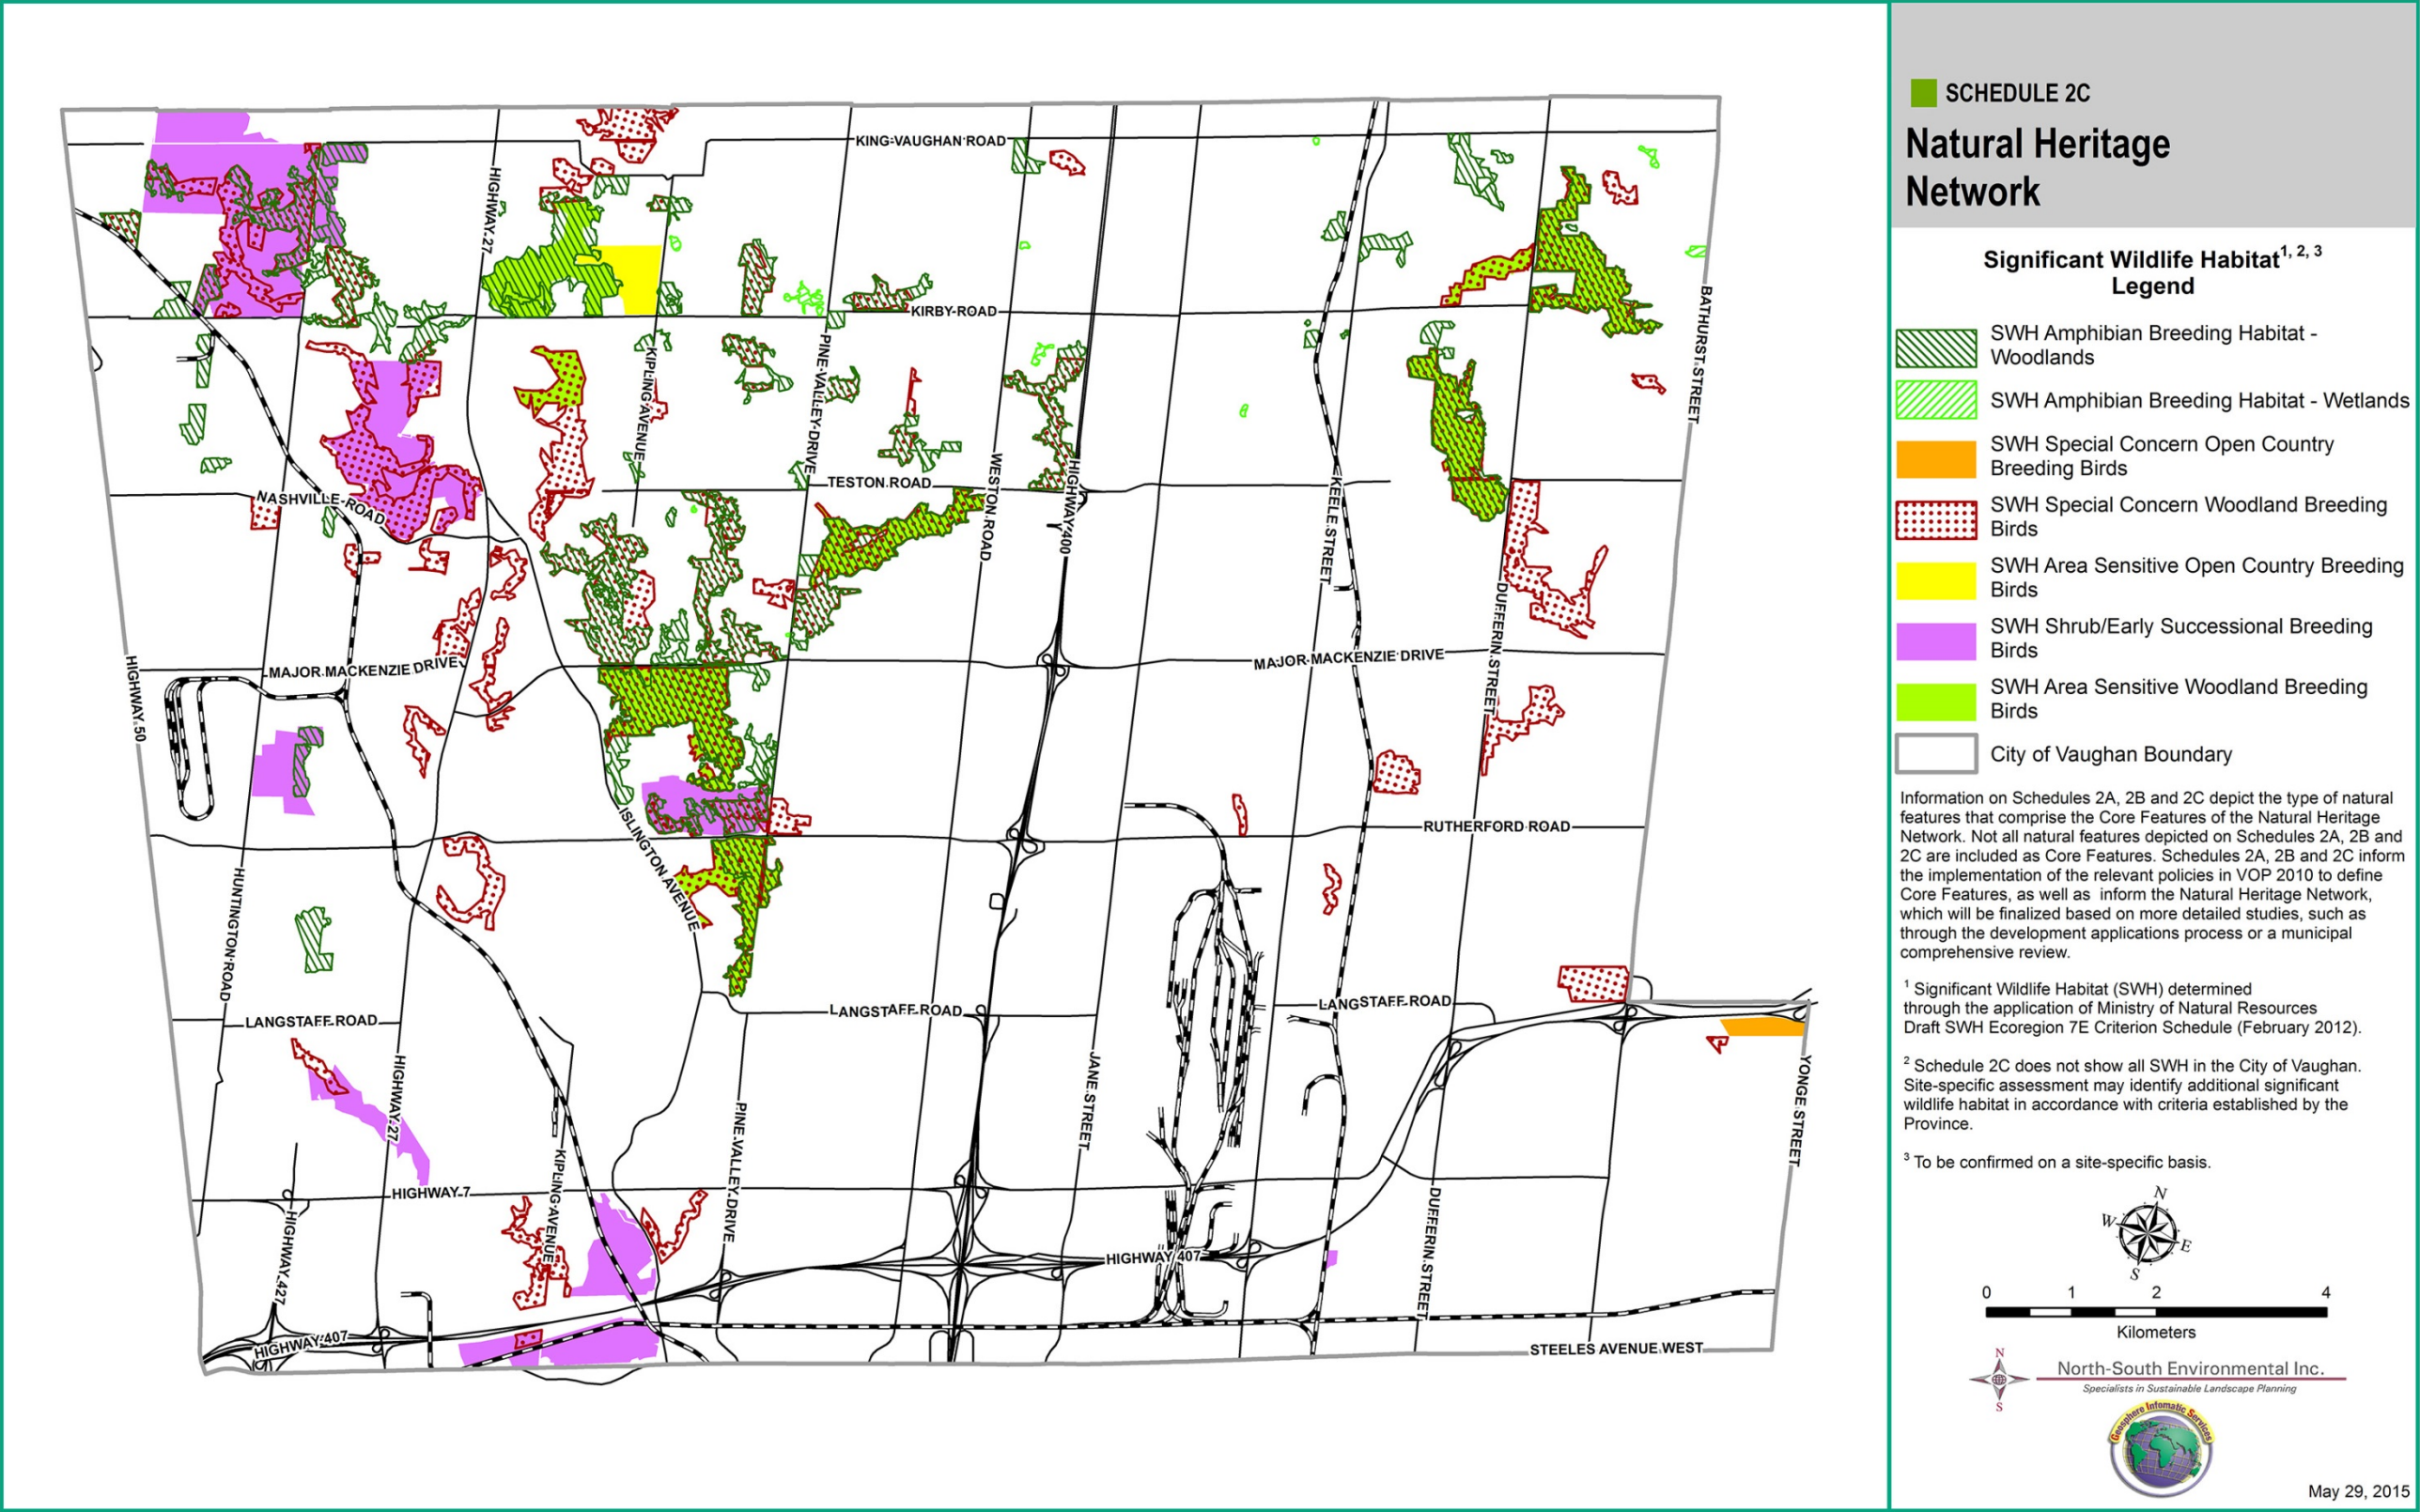 KING-VAUGHAN ROAD
HIGHWAY 27
KIRBY ROAD
BATHURST STREET
PINE VALLEY DRIVE
KIPLING AVENUE
TESTON ROAD
WESTON ROAD
HIGHWAY 400
KEELE STREET
NASHVILLE ROAD
DUFFERIN STREET
HIGHWAY 50
MAJOR MACKENZIE DRIVE
MAJOR MACKENZIE DRIVE
ISLINGTON AVENUE
RUTHERFORD ROAD
HUNTINGTON ROAD
LANGSTAFF ROAD
LANGSTAFF ROAD
LANGSTAFF ROAD
HIGHWAY 27
JANE STREET
YONGE STREET
PINE VALLEY DRIVE
KIPLING AVENUE
HIGHWAY 7
HIGHWAY 427
DUFFERIN STREET
HIGHWAY 407
HIGHWAY 407
STEELES AVENUE WEST
SCHEDULE 2C
Natural Heritage
Network
Significant Wildlife Habitat1, 2, 3
Legend
SWH Amphibian Breeding Habitat -
Woodlands
SWH Amphibian Breeding Habitat - Wetlands
SWH Special Concern Open Country
Breeding Birds
SWH Special Concern Woodland Breeding
Birds
SWH Area Sensitive Open Country Breeding
Birds
SWH Shrub/Early Successional Breeding
Birds
SWH Area Sensitive Woodland Breeding
Birds
City of Vaughan Boundary
Information on Schedules 2A, 2B and 2C depict the type of natural
features that comprise the Core Features of the Natural Heritage
Network. Not all natural features depicted on Schedules 2A, 2B and
2C are included as Core Features. Schedules 2A, 2B and 2C inform
the implementation of the relevant policies in VOP 2010 to define
Core Features, as well as inform the Natural Heritage Network,
which will be finalized based on more detailed studies, such as
through the development applications process or a municipal
comprehensive review.
1 Significant Wildlife Habitat (SWH) determined
through the application of Ministry of Natural Resources
Draft SWH Ecoregion 7E Criterion Schedule (February 2012).
2 Schedule 2C does not show all SWH in the City of Vaughan.
Site-specific assessment may identify additional significant
wildlife habitat in accordance with criteria established by the
Province.
3 To be confirmed on a site-specific basis.
N
W
E
S
0 1 2 4
Kilometers
N
North-South Environmental Inc.
Specialists in Sustainable Landscape Planning
S
Geosphere Infomatic Services
May 29, 2015